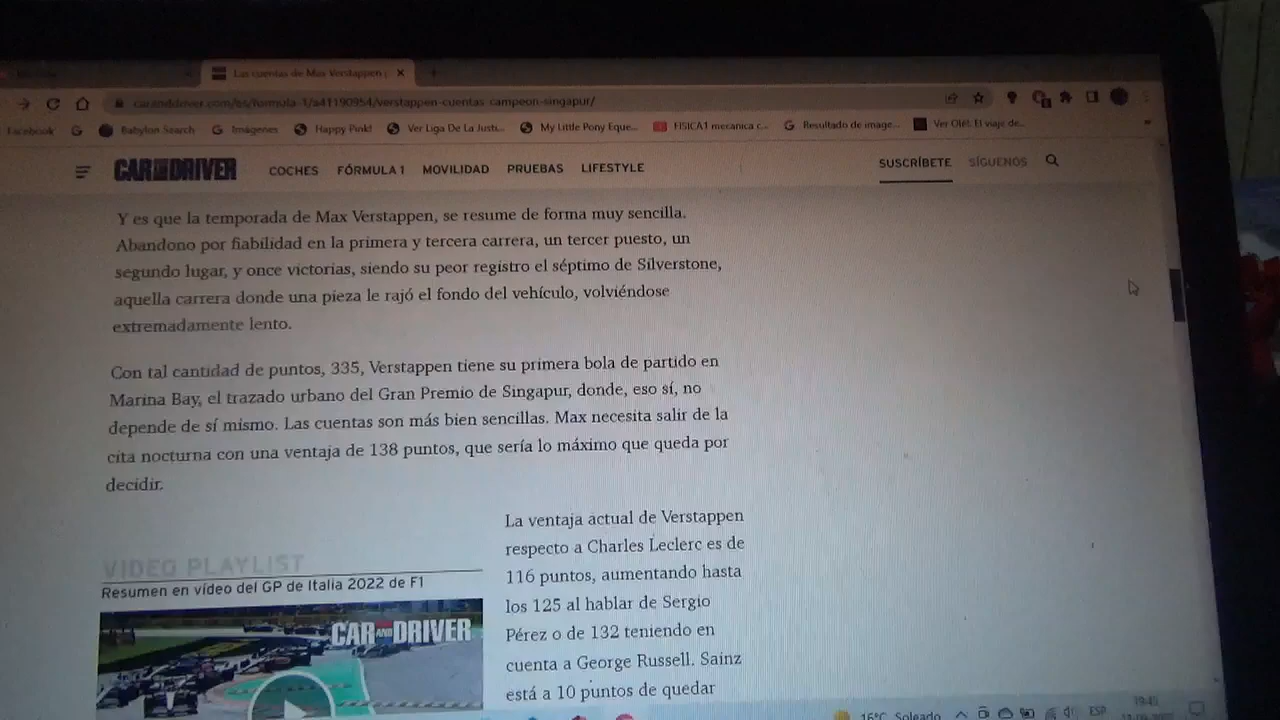 Las cuentas de Max Verstappen
caranddriver.com/es/formula-1/a41190954/verstappen-cuentas-campeon-singapur/
Facebook Babylon Search Imágenes Happy Pink! Ver Liga De La Justi... My Little Pony Eque... FISICA1 mecanica c... Resultado de image... Ver Olé!: El viaje de...
CAR AND DRIVER COCHES FÓRMULA 1 MOVILIDAD PRUEBAS LIFESTYLE SUSCRÍBETE SÍGUENOS
Y es que la temporada de Max Verstappen, se resume de forma muy sencilla.
Abandono por fiabilidad en la primera y tercera carrera, un tercer puesto, un
segundo lugar, y once victorias, siendo su peor registro el séptimo de Silverstone,
aquella carrera donde una pieza le rajó el fondo del vehículo, volviéndose
extremadamente lento.
Con tal cantidad de puntos, 335, Verstappen tiene su primera bola de partido en
Marina Bay, el trazado urbano del Gran Premio de Singapur, donde, eso sí, no
depende de sí mismo. Las cuentas son más bien sencillas. Max necesita salir de la
cita nocturna con una ventaja de 138 puntos, que sería lo máximo que queda por
decidir.
VIDEO PLAYLIST
Resumen en vídeo del GP de Italia 2022 de F1
CAR AND DRIVER
La ventaja actual de Verstappen
respecto a Charles Leclerc es de
116 puntos, aumentando hasta
los 125 al hablar de Sergio
Pérez o de 132 teniendo en
cuenta a George Russell. Sainz
está a 10 puntos de quedar
16°C Soleado ESP 19:45